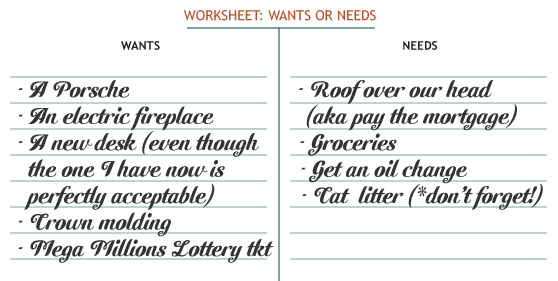 WORKSHEET: WANTS OR NEEDS
WANTS
- A Porsche
- An electric fireplace
- A new desk (even though
the one I have now is
perfectly acceptable)
- Crown molding
- Mega Millions Lottery tkt
NEEDS
- Roof over our head
(aka pay the mortgage)
- Groceries
- Get an oil change
- Cat litter (*don't forget!)